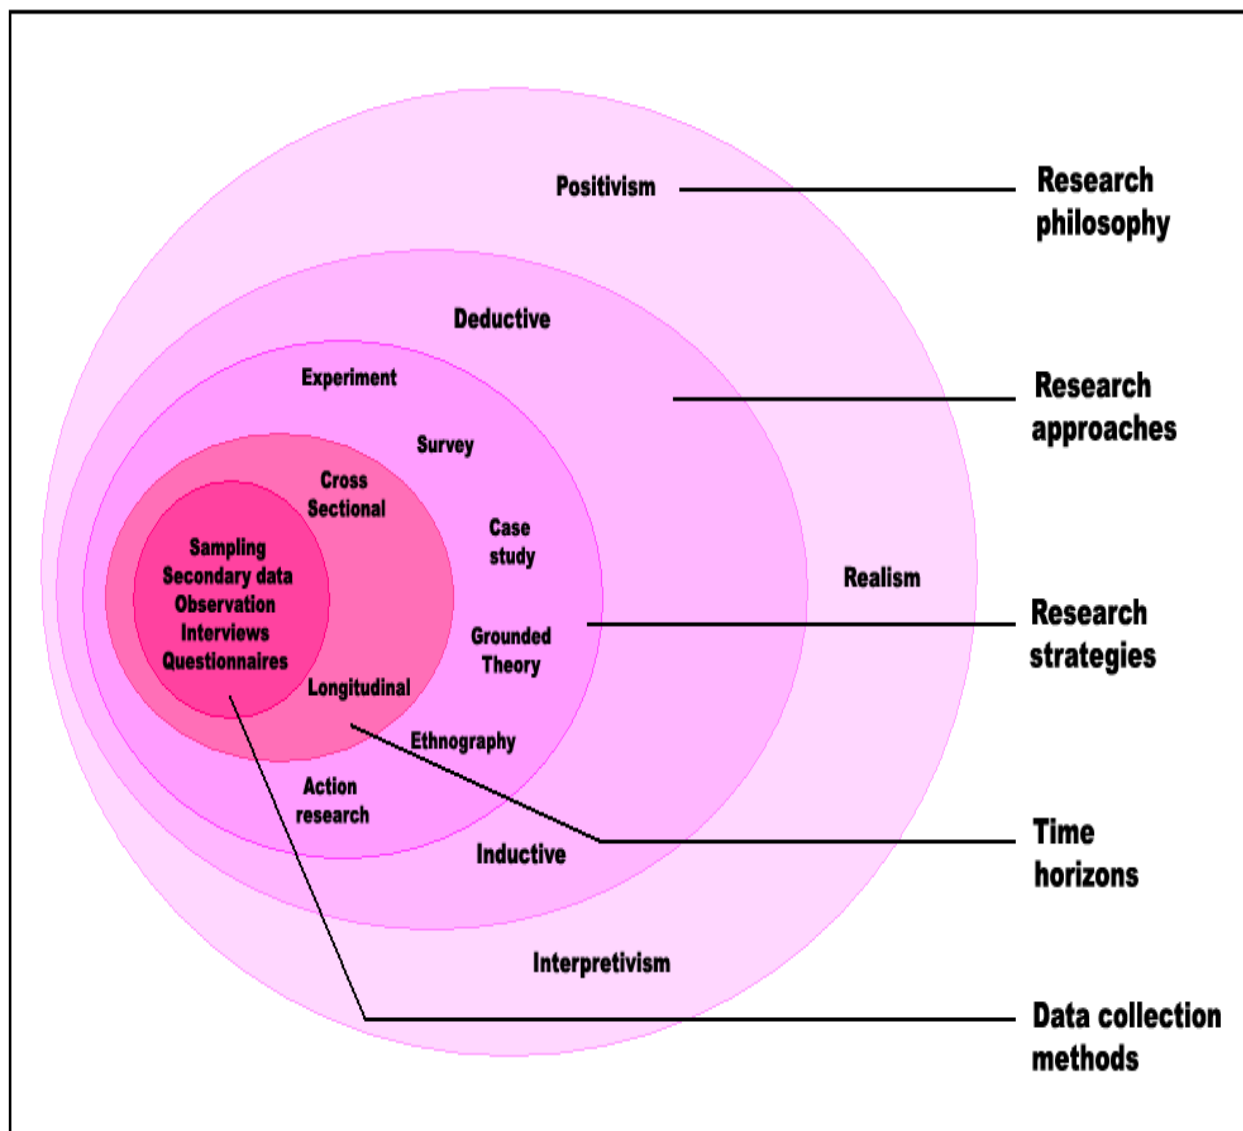 Positivism
Research
philosophy
Deductive
Experiment
Research
approaches
Survey
Cross
Sectional
Case
study
Sampling
Secondary data
Observation
Interviews
Questionnaires
Realism
Research
strategies
Grounded
Theory
Longitudinal
Ethnography
Action
research
Inductive
Time
horizons
Interpretivism
Data collection
methods